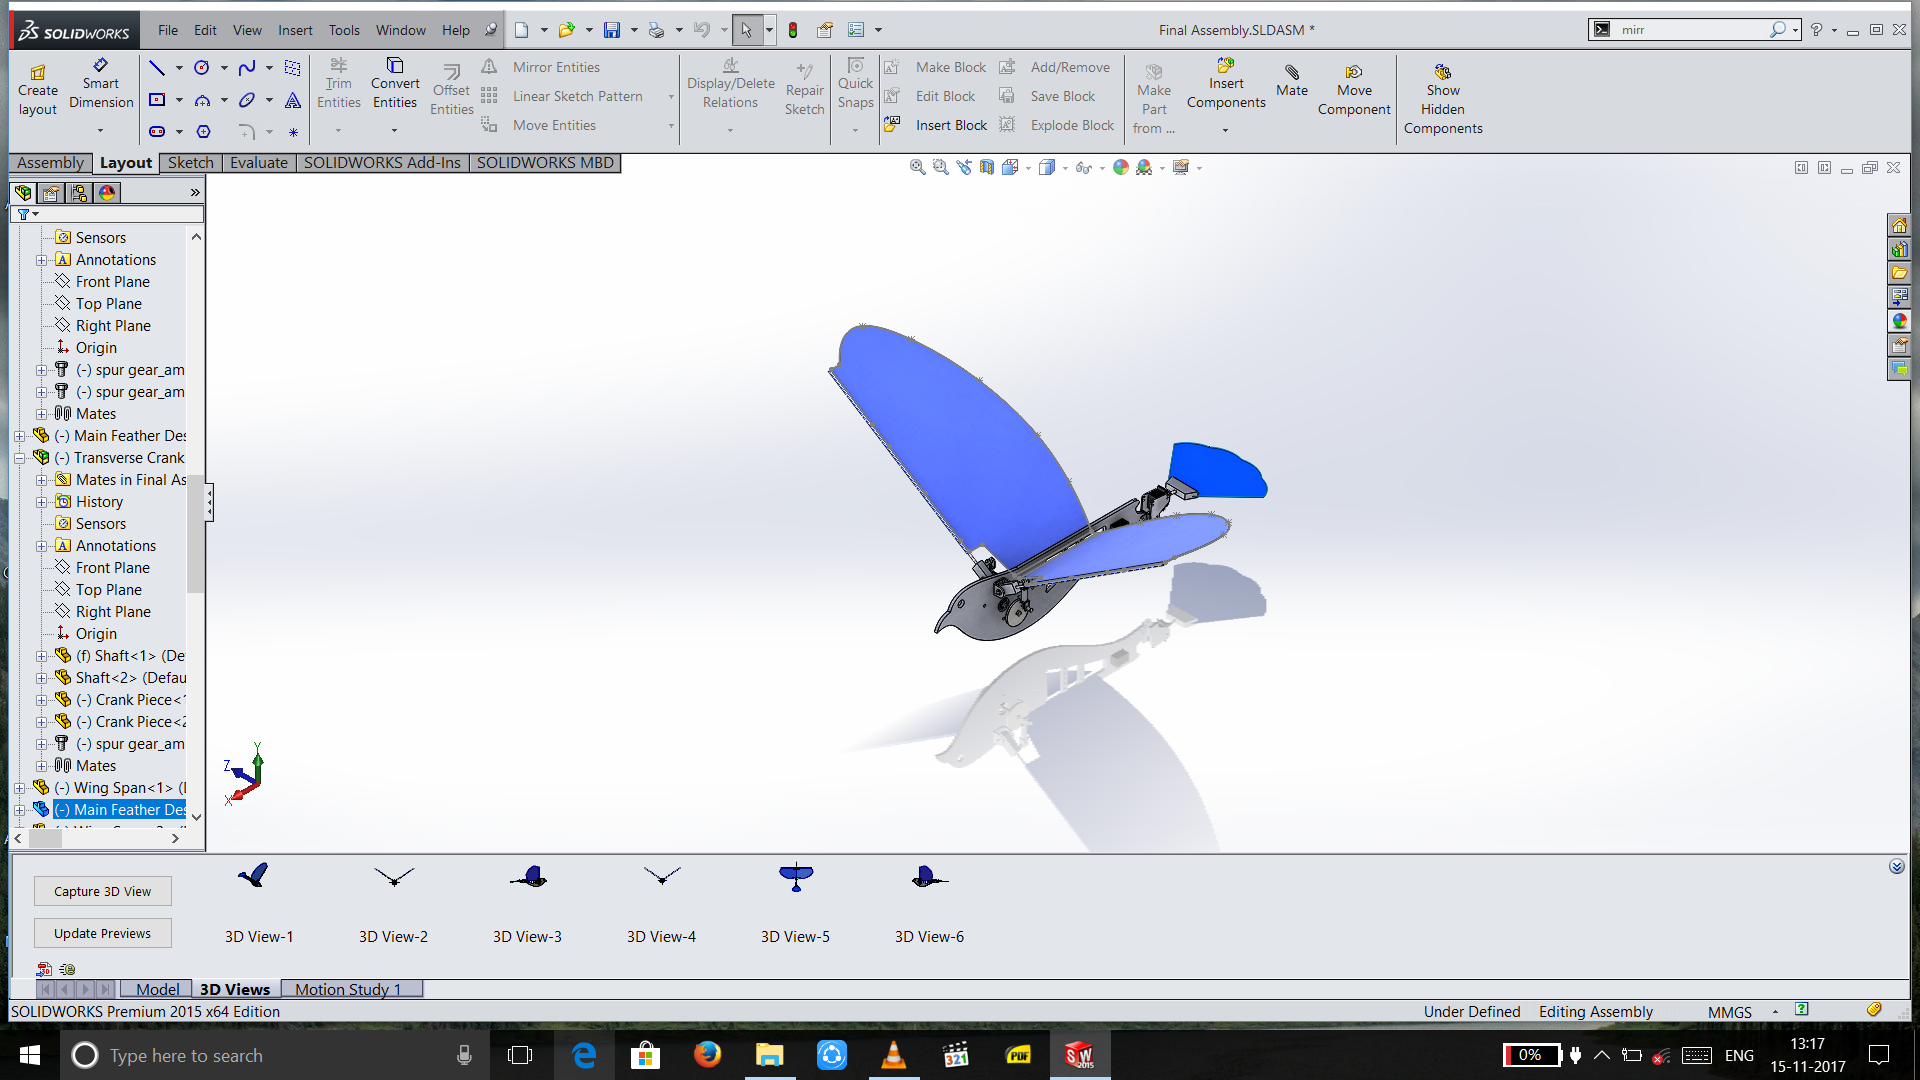 SOLIDWORKS File Edit View Insert Tools Window Help Final Assembly.SLDASM * mirr
Create layout
Smart Dimension
Trim Entities
Convert Entities
Offset Entities
Mirror Entities
Linear Sketch Pattern
Move Entities
Display/Delete Relations
Repair Sketch
Quick Snaps
Make Block
Edit Block
Insert Block
Add/Remove
Save Block
Explode Block
Make Part from ...
Insert Components
Mate
Move Component
Show Hidden Components
Assembly Layout Sketch Evaluate SOLIDWORKS Add-Ins SOLIDWORKS MBD
Sensors
Annotations
Front Plane
Top Plane
Right Plane
Origin
(-) spur gear_am
(-) spur gear_am
Mates
(-) Main Feather Des
(-) Transverse Crank
Mates in Final As
History
Sensors
Annotations
Front Plane
Top Plane
Right Plane
Origin
(f) Shaft<1> (De
Shaft<2> (Defau
(-) Crank Piece<1
(-) Crank Piece<2
(-) spur gear_am
Mates
(-) Wing Span<1> (
(-) Main Feather Des
Y
Z
X
Capture 3D View
Update Previews
3D View-1 3D View-2 3D View-3 3D View-4 3D View-5 3D View-6
Model 3D Views Motion Study 1
SOLIDWORKS Premium 2015 x64 Edition Under Defined Editing Assembly MMGS
Type here to search
321
PDF
SW 2015
0% ENG
13:17
15-11-2017